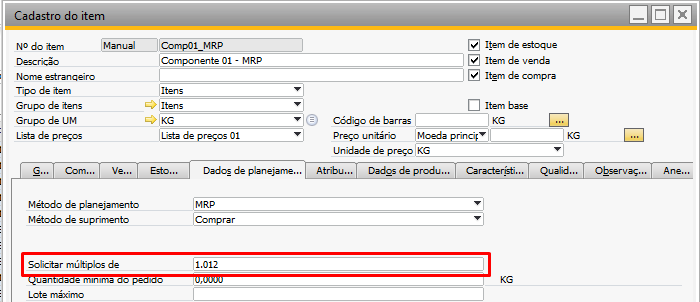 Cadastro do item
Nº do item Manual Comp01_MRP Item de estoque
Descrição Componente 01 - MRP Item de venda
Nome estrangeiro Item de compra
Tipo de item Itens
Grupo de itens Itens Item base
Grupo de UM KG Código de barras KG ...
Lista de preços Lista de preços 01 Preço unitário Moeda princip KG ...
Unidade de preço KG
G... Com... Ve... Esto... Dados de planejame... Atribu... Dados de produ... Característi... Qualid... Observaç... Ane...
Método de planejamento MRP
Método de suprimento Comprar
Solicitar múltiplos de 1.012
Quantidade mínima do pedido 0,0000 KG
Lote máximo